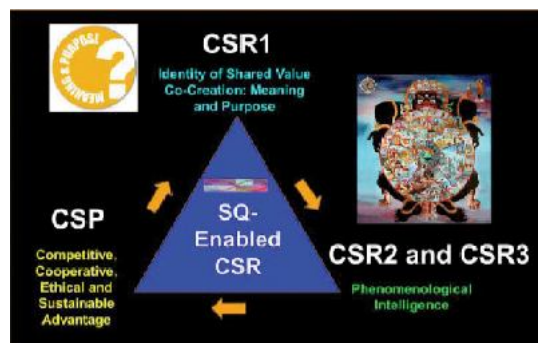 MEANING & PURPOSE
?
CSR1
Identity of Shared Value
Co-Creation: Meaning
and Purpose
CSP
Competitive,
Cooperative,
Ethical and
Sustainable
Advantage
SQ-
Enabled
CSR
CSR2 and CSR3
Phenomenological
Intelligence